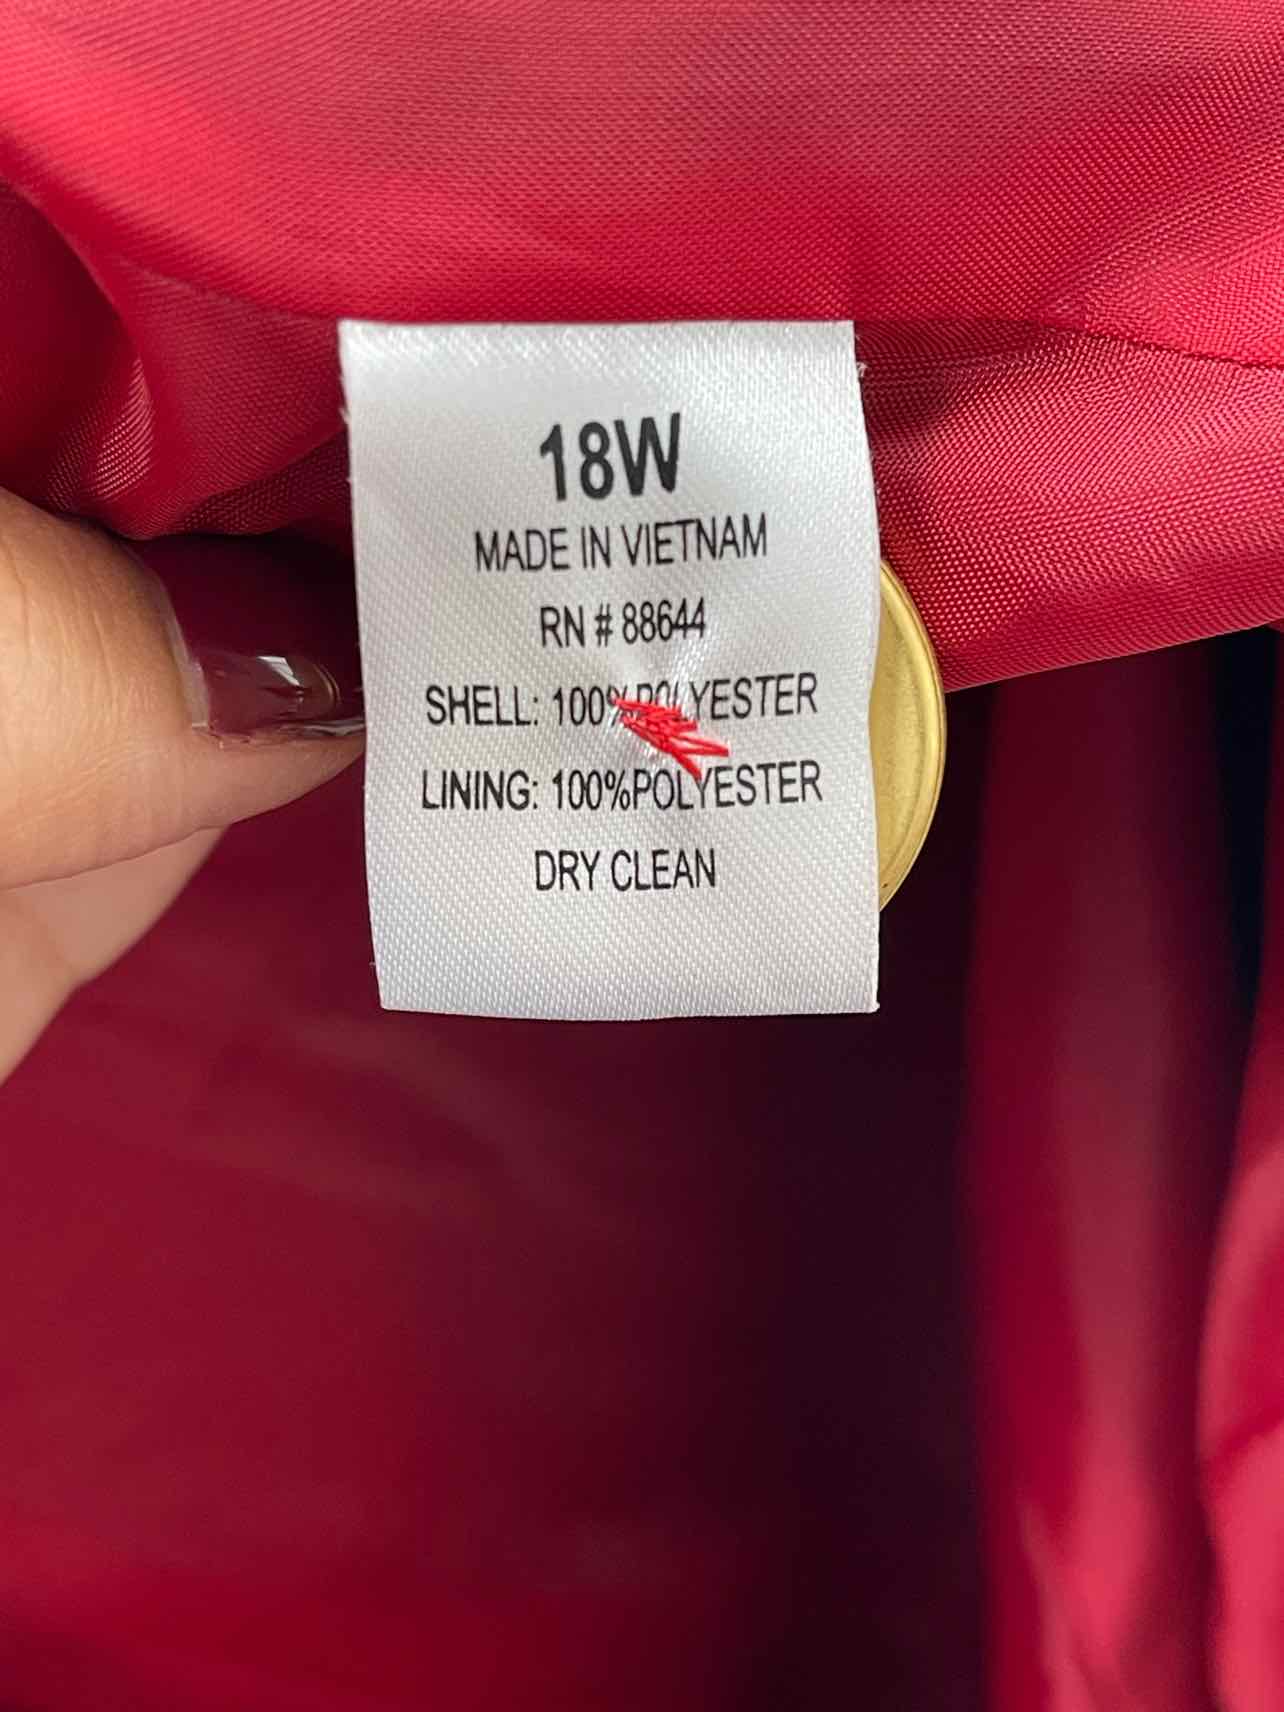 18W
MADE IN VIETNAM
RN # 88644
SHELL: 100% POLYESTER
LINING: 100%POLYESTER
DRY CLEAN